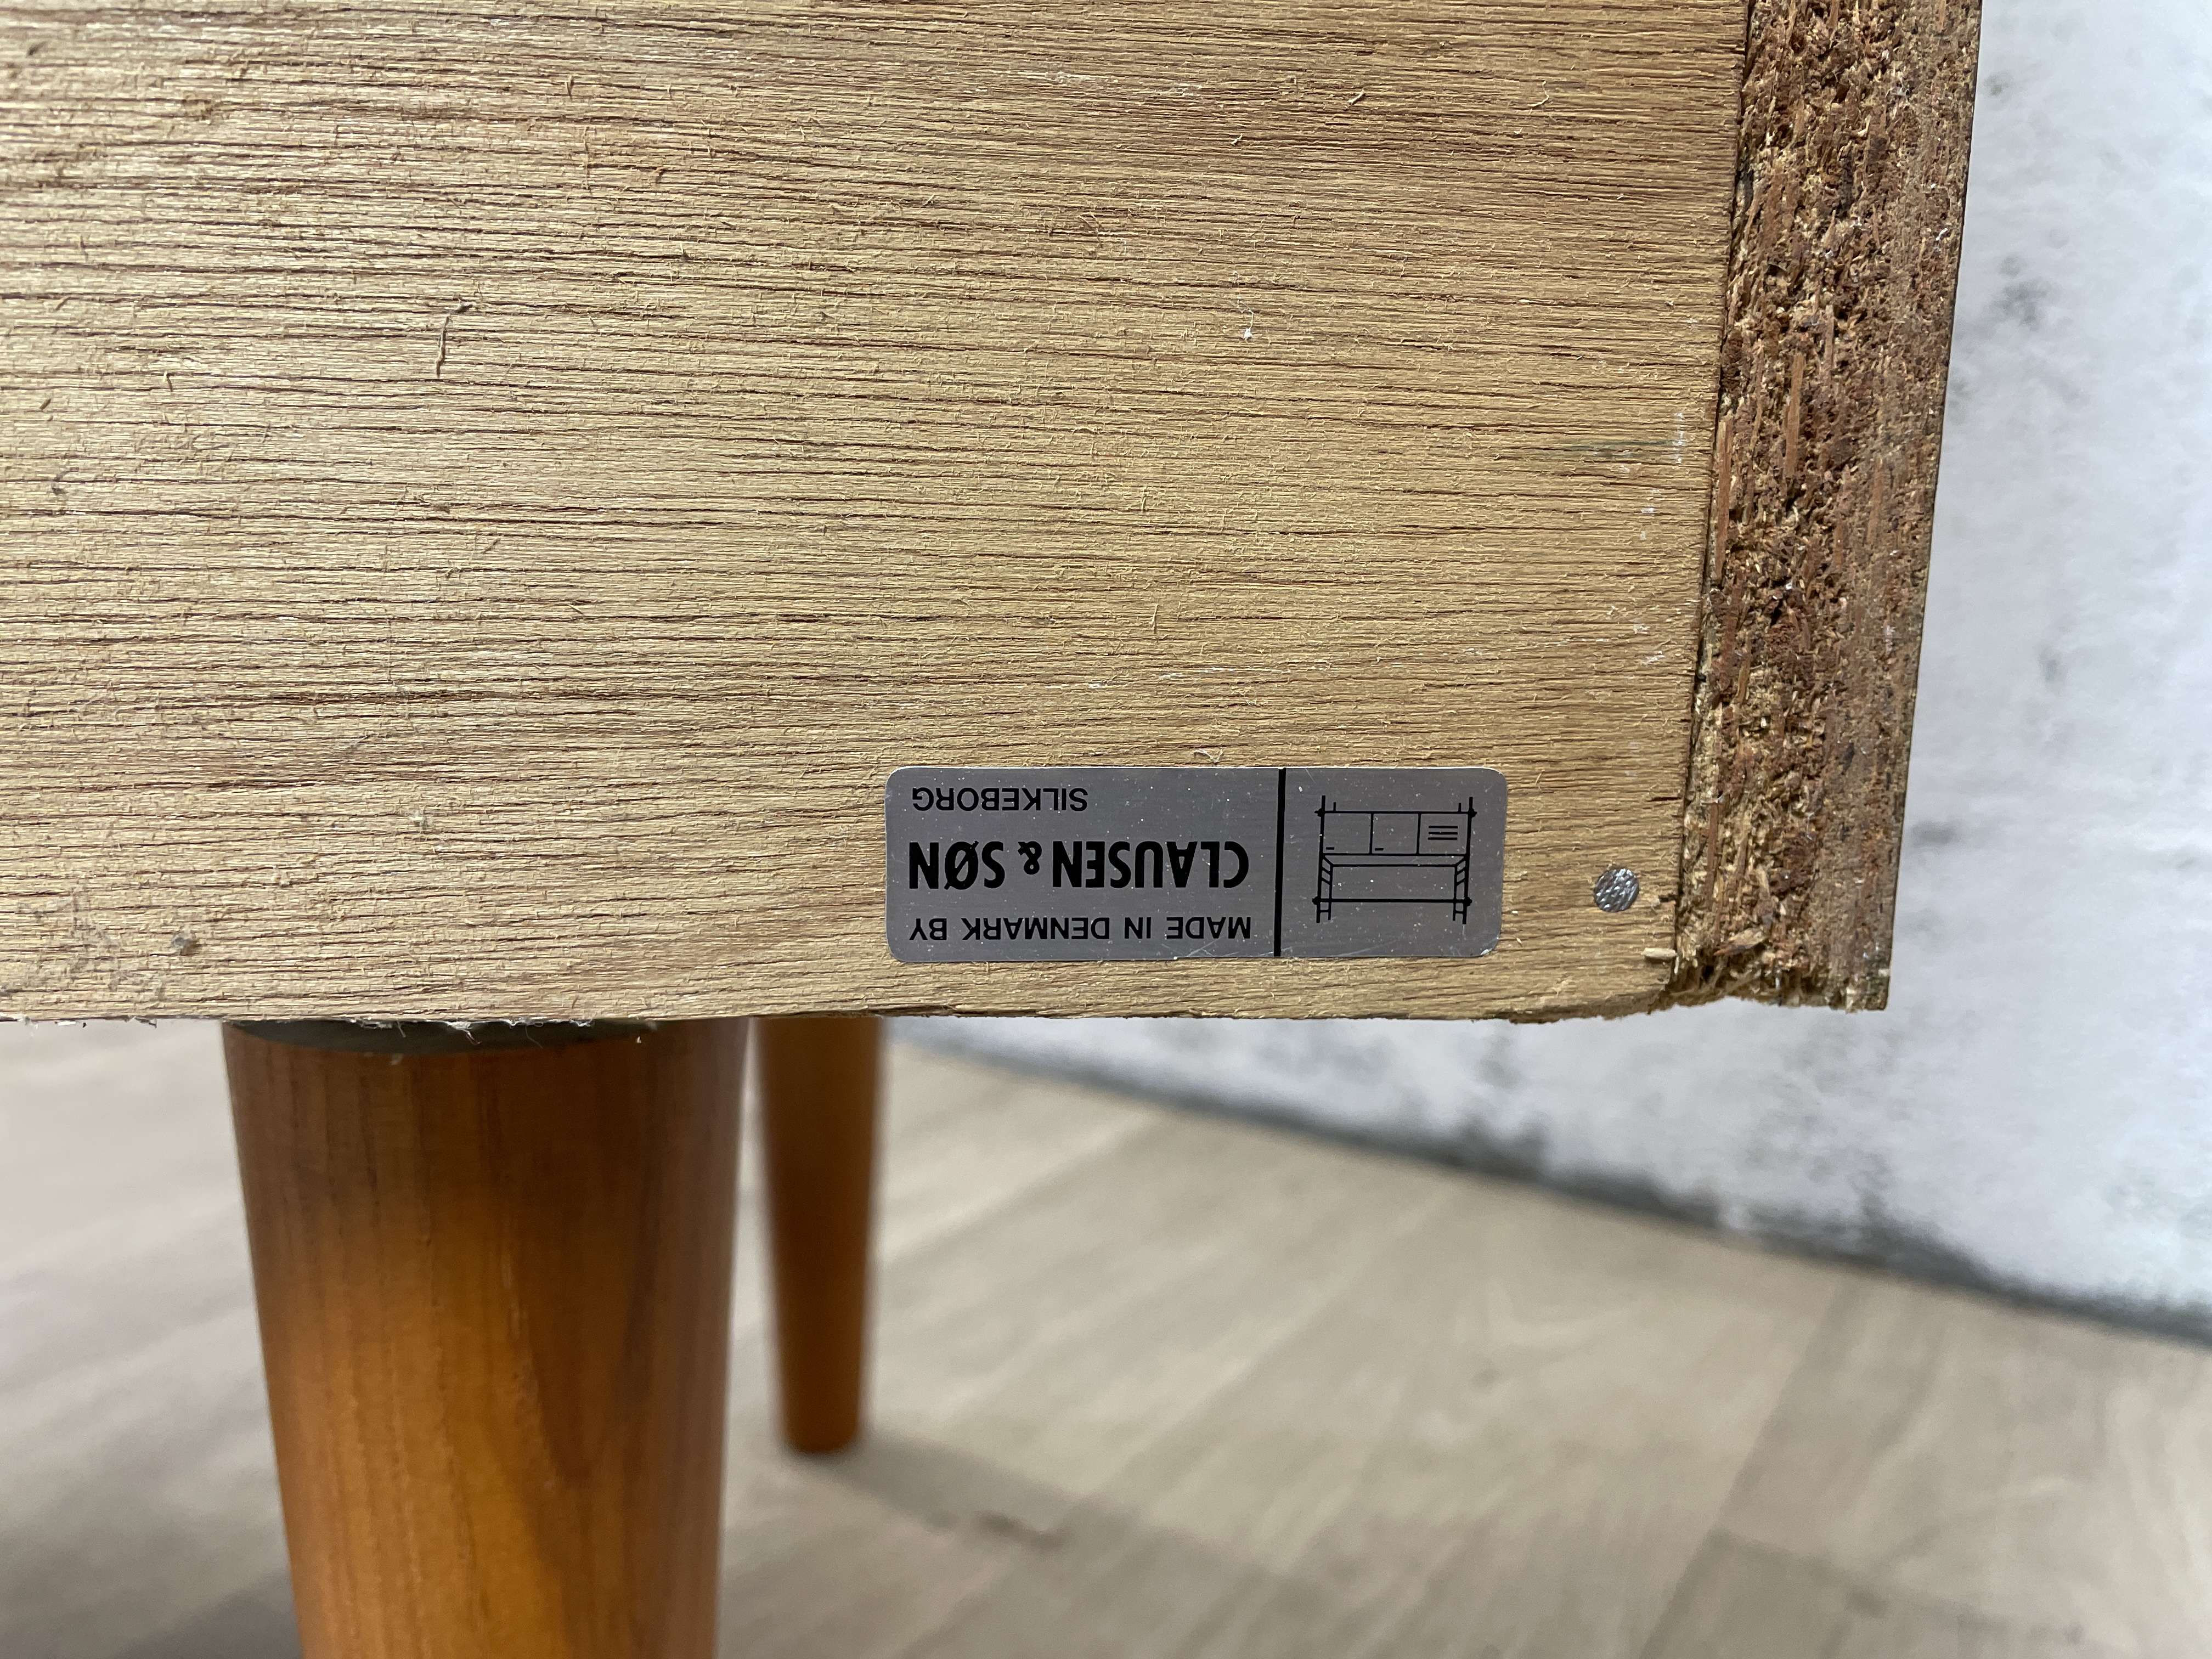 MADE IN DENMARK BY
CLAUSEN & SØN
SILKEBORG